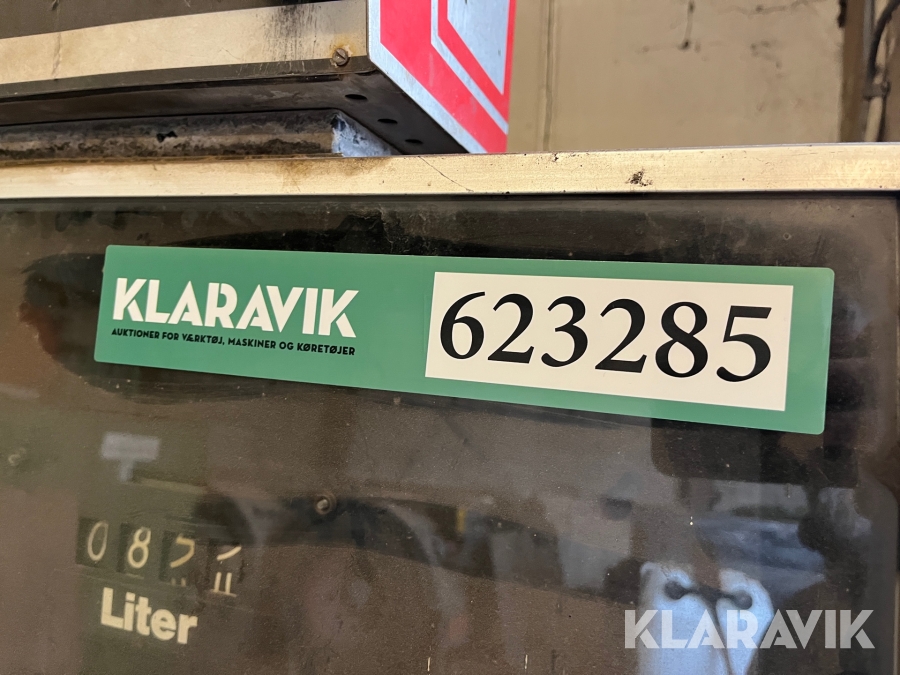 KLARAVIK
AUKTIONER FOR VÆRKTØJ, MASKINER OG KØRETØJER
623285
Liter
KLARAVIK